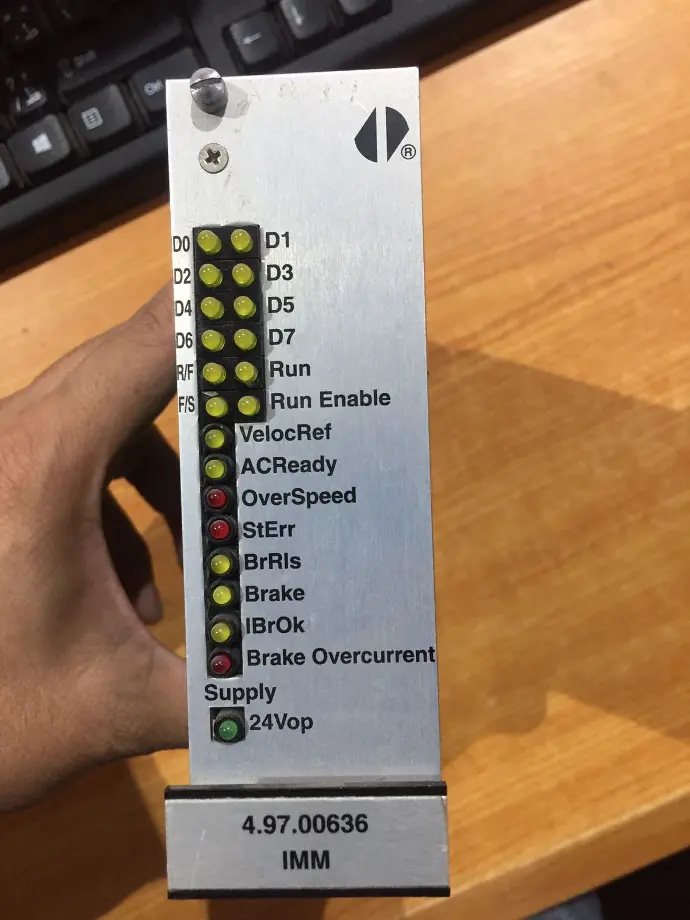 ®
D0 D1
D2 D3
D4 D5
D6 D7
R/F Run
F/S Run Enable
VelocRef
ACReady
OverSpeed
StErr
BrRls
Brake
IBrOk
Brake Overcurrent
Supply
24Vop
4.97.00636
IMM